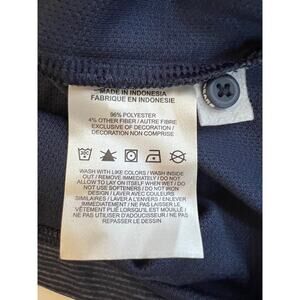 MADE IN INDONESIA
FABRIQUE EN INDONESIE
96% POLYESTER
4% OTHER FIBER / AUTRE FIBRE
EXCLUSIVE OF DECORATION /
DECORATION NON COMPRISE
WASH WITH LIKE COLORS / WASH INSIDE
OUT / REMOVE IMMEDIATELY / DO NOT
ALLOW TO LAY ON ITSELF WHEN WET / DO
NOT USE SOFTENERS / DO NOT IRON
DESIGN / LAVER AVEC COULEURS
SIMILAIRES / LAVER A L'ENVERS / ENLEVER
IMMEDIATEMENT / NE PAS LAISSER LE
VÊTEMENT PLIÉ LORSQU'IL EST MOUILLÉ /
NE PAS UTILISER D'ADOUCISSEUR / NE PAS
REPASSER LE DESSIN